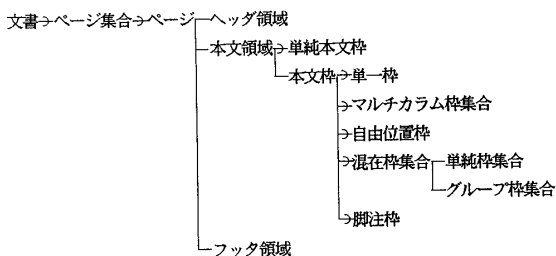 文書→ページ集合→ページ ヘッダ領域
本文領域 単純本文枠
本文枠 単一枠
マルチカラム枠集合
自由位置枠
混在枠集合 単純枠集合
グループ枠集合
脚注枠
フッタ領域